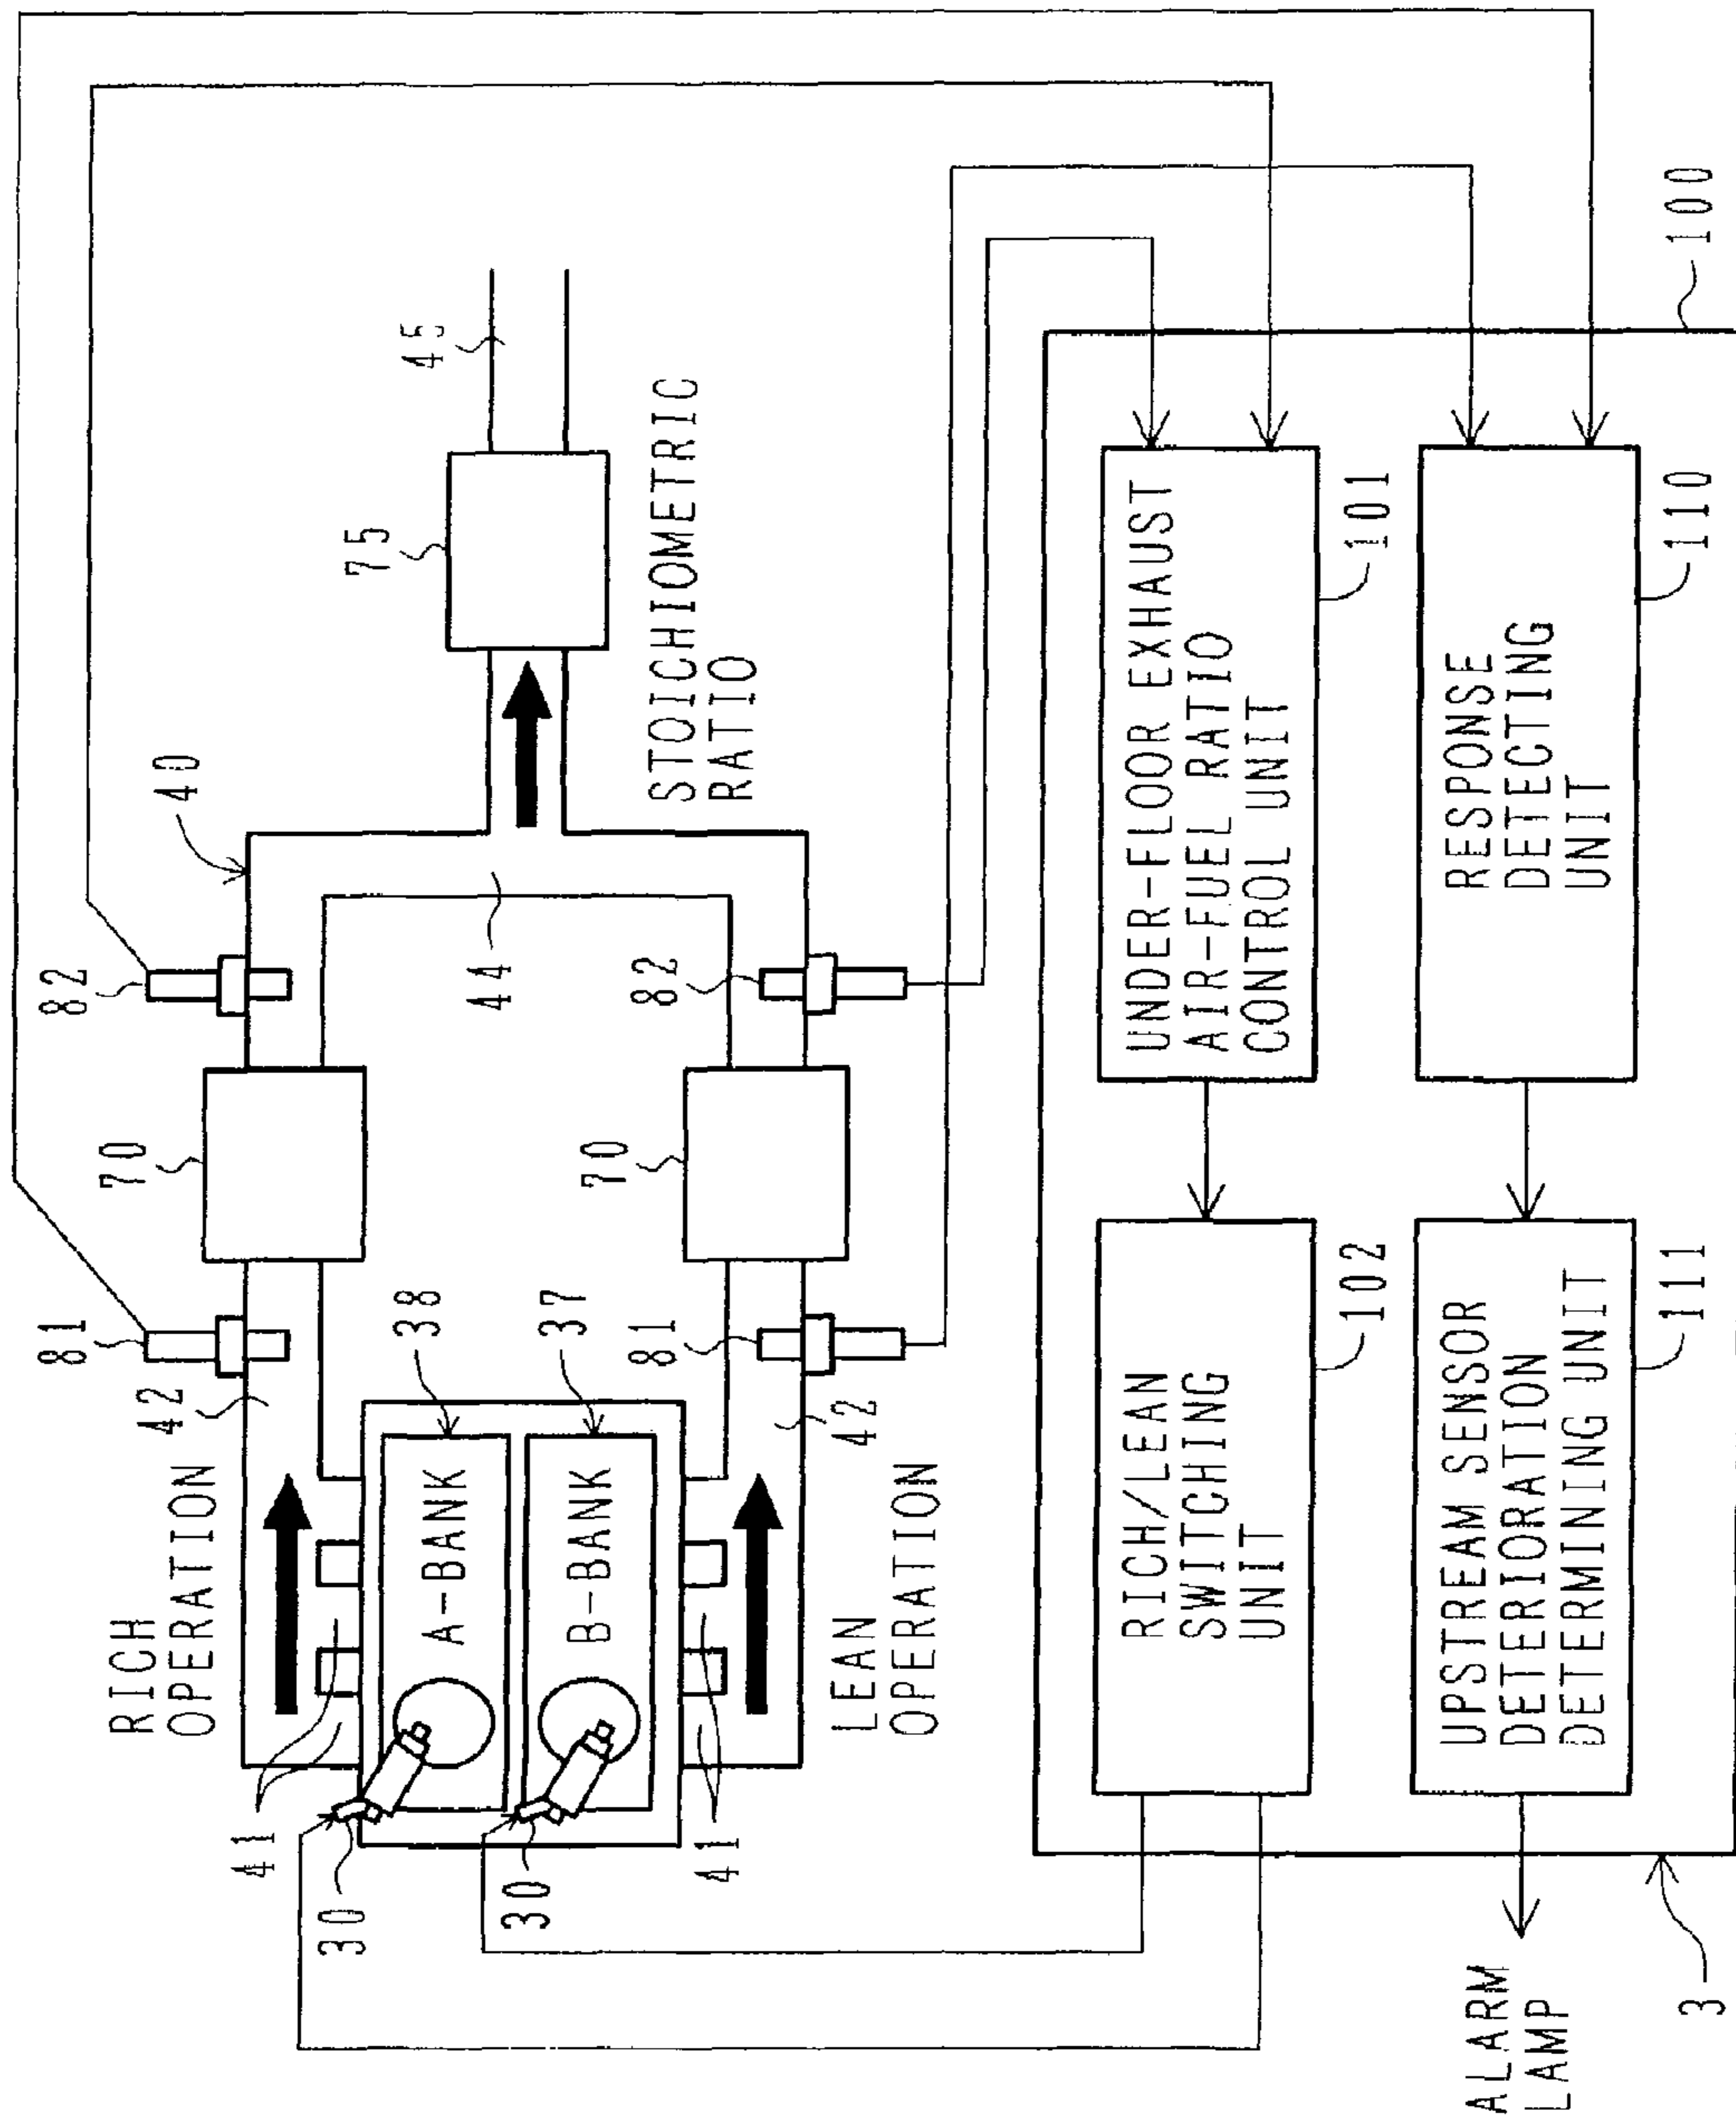 40
45
75
STOICHIOMETRIC
RATIO
82
82
44
70
70
81
81
42
42
38
37
RICH
OPERATION
A-BANK
B-BANK
LEAN
OPERATION
41
41
30
30
100
UNDER-FLOOR EXHAUST
AIR-FUEL RATIO
CONTROL UNIT
101
RESPONSE
DETECTING
UNIT
110
RICH/LEAN
SWITCHING
UNIT
102
UPSTREAM SENSOR
DETERIORATION
DETERMINING UNIT
111
3
ALARM
LAMP